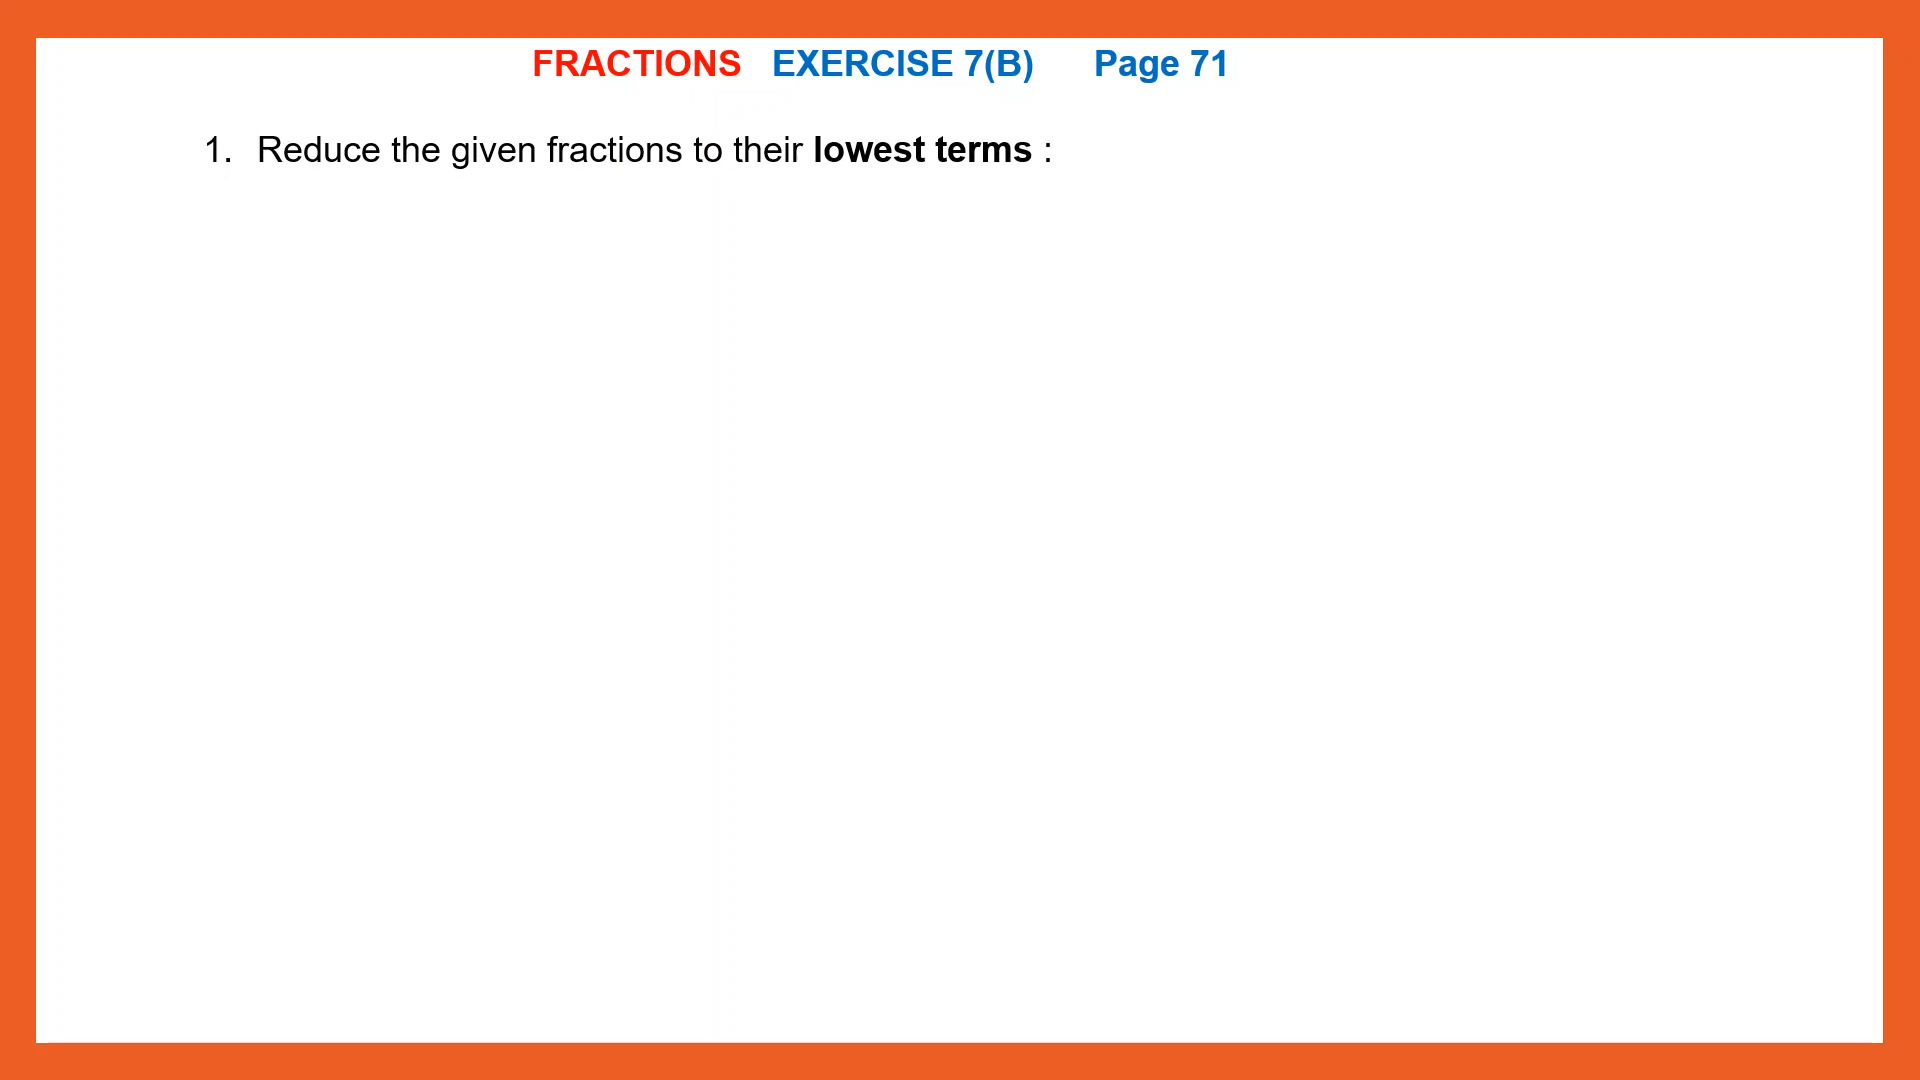 FRACTIONS EXERCISE 7(B) Page 71
1. Reduce the given fractions to their lowest terms :